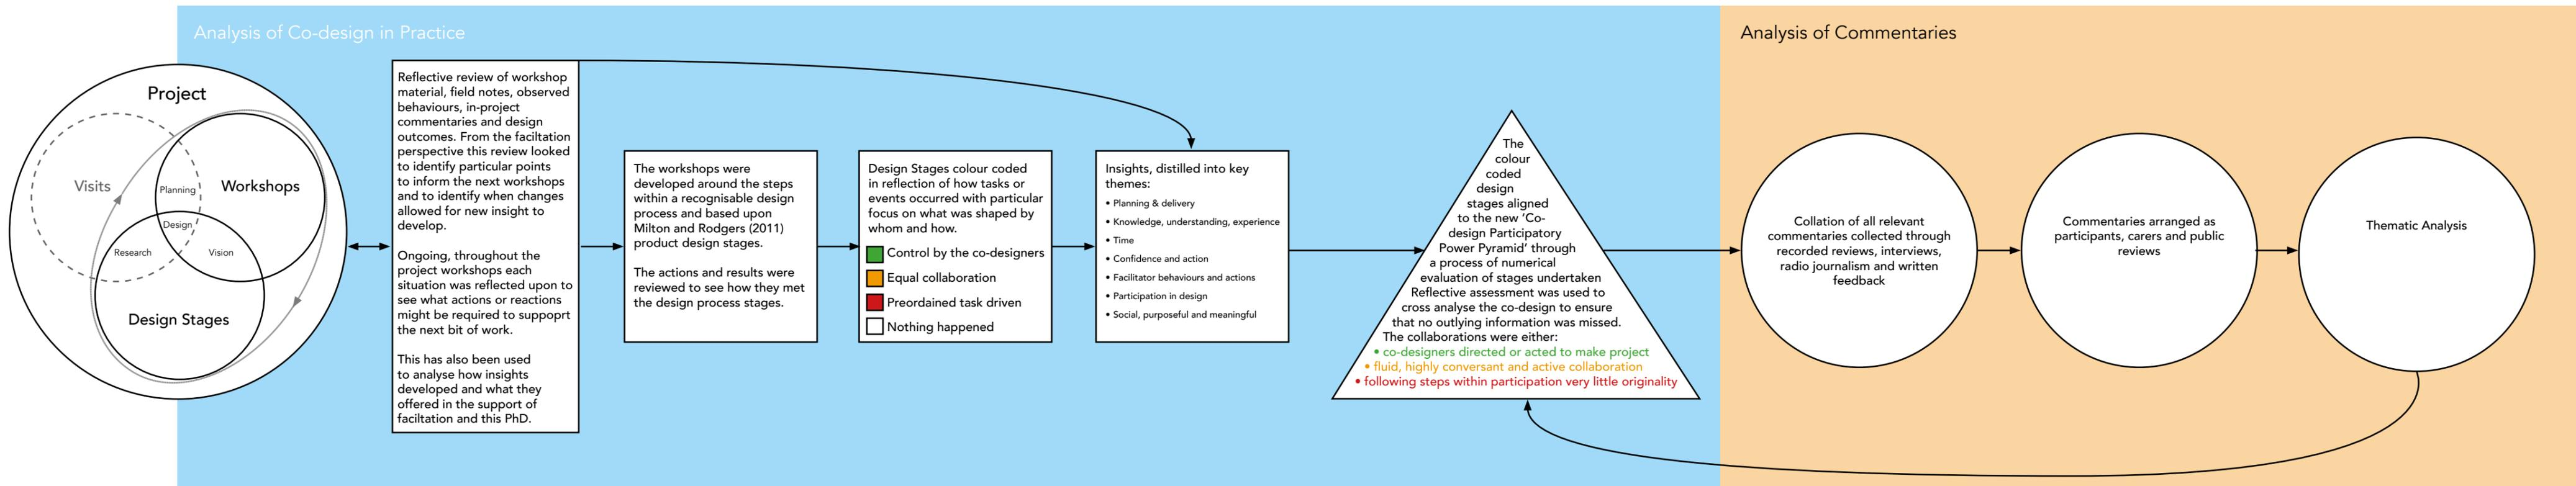 Analysis of Co-design in Practice
Analysis of Commentaries
Project
Visits
Planning
Workshops
Design
Research
Vision
Design Stages
Reflective review of workshop
material, field notes, observed
behaviours, in-project
commentaries and design
outcomes. From the faciltation
perspective this review looked
to identify particular points
to inform the next workshops
and to identify when changes
allowed for new insight to
develop.
Ongoing, throughout the
project workshops each
situation was reflected upon to
see what actions or reactions
might be required to suppoprt
the next bit of work.
This has also been used
to analyse how insights
developed and what they
offered in the support of
faciltation and this PhD.
The workshops were
developed around the steps
within a recognisable design
process and based upon
Milton and Rodgers (2011)
product design stages.
The actions and results were
reviewed to see how they met
the design process stages.
Design Stages colour coded
in reflection of how tasks or
events occurred with particular
focus on what was shaped by
whom and how.
Control by the co-designers
Equal collaboration
Preordained task driven
Nothing happened
Insights, distilled into key
themes:
• Planning & delivery
• Knowledge, understanding, experience
• Time
• Confidence and action
• Facilitator behaviours and actions
• Participation in design
• Social, purposeful and meaningful
The
colour
coded
design
stages aligned
to the new ‘Co-
design Participatory
Power Pyramid’ through
a process of numerical
evaluation of stages undertaken
Reflective assessment was used to
cross analyse the co-design to ensure
that no outlying information was missed.
The collaborations were either:
• co-designers directed or acted to make project
• fluid, highly conversant and active collaboration
• following steps within participation very little originality
Collation of all relevant
commentaries collected through
recorded reviews, interviews,
radio journalism and written
feedback
Commentaries arranged as
participants, carers and public
reviews
Thematic Analysis